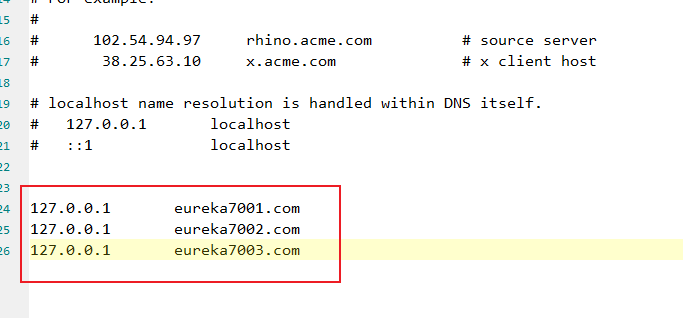 # For example:
15 #
16 #      102.54.94.97     rhino.acme.com          # source server
17 #       38.25.63.10     x.acme.com              # x client host
18
19 # localhost name resolution is handled within DNS itself.
20 #   127.0.0.1       localhost
21 #   ::1             localhost
22
23
24 127.0.0.1       eureka7001.com
25 127.0.0.1       eureka7002.com
26 127.0.0.1       eureka7003.com